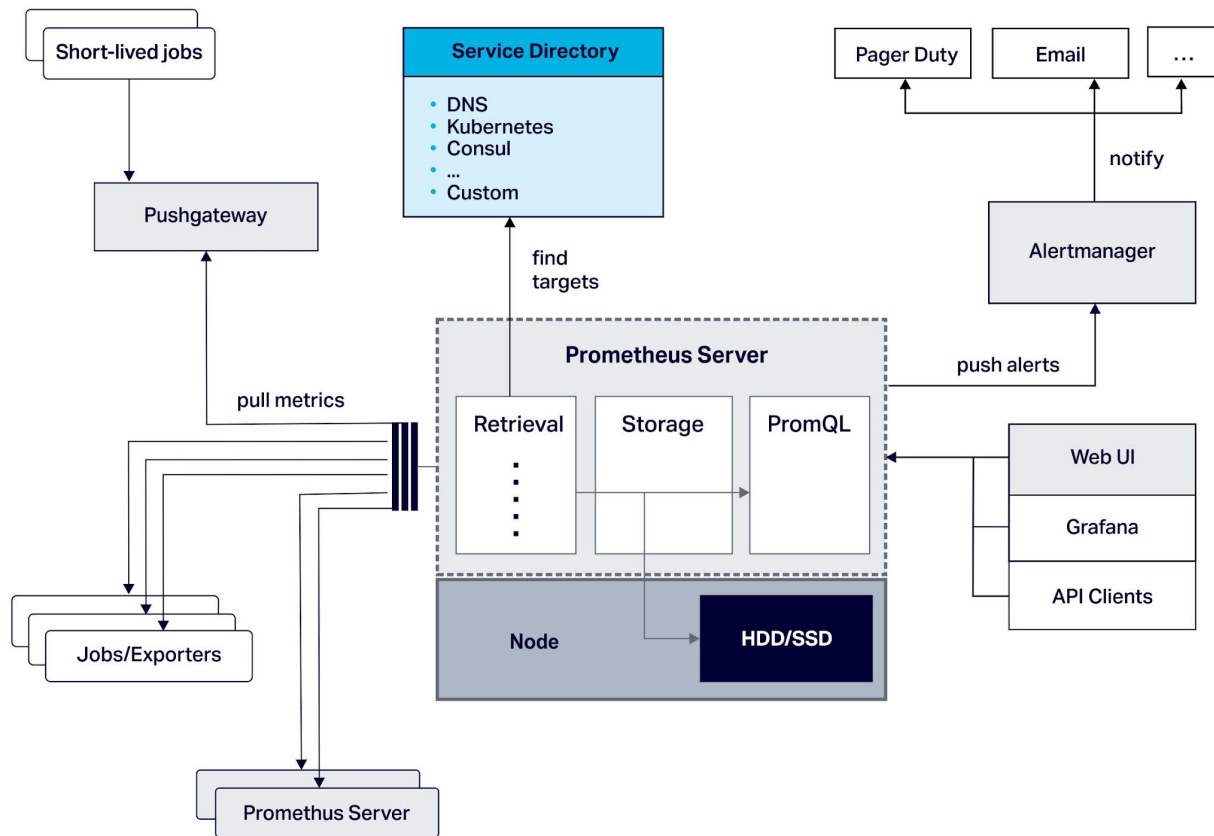 Short-lived jobs
Pushgateway
Service Directory
• DNS
• Kubernetes
• Consul
• ...
• Custom
Pager Duty
Email
...
notify
Alertmanager
find
targets
Prometheus Server
push alerts
pull metrics
Retrieval
Storage
PromQL
Web UI
Grafana
API Clients
Jobs/Exporters
Node
HDD/SSD
Promethus Server